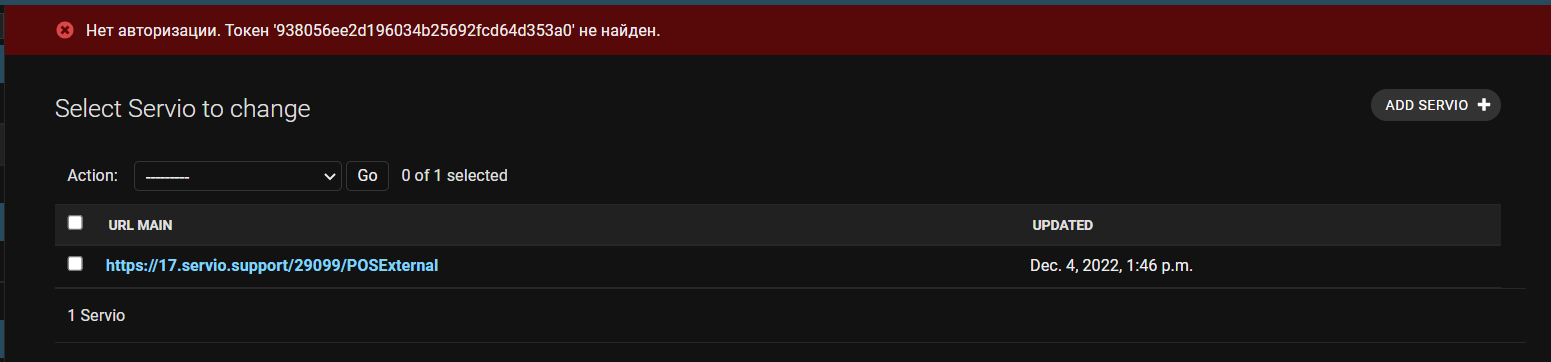 Нет авторизации. Токен '938056ee2d196034b25692fcd64d353a0' не найден.
Select Servio to change
ADD SERVIO
Action: --------- Go 0 of 1 selected
URL MAIN UPDATED
https://17.servio.support/29099/POSExternal Dec. 4, 2022, 1:46 p.m.
1 Servio